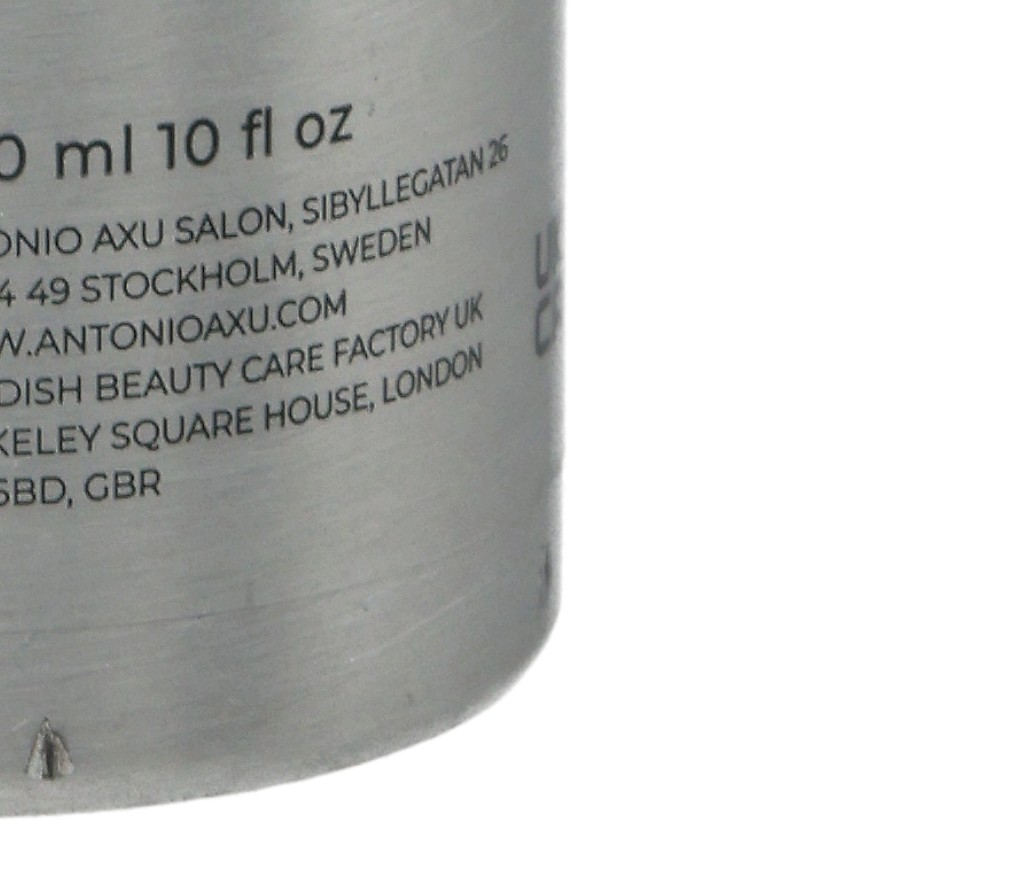 0 ml 10 fl oz
ONIO AXU SALON, SIBYLLEGATAN 26
4 49 STOCKHOLM, SWEDEN
W.ANTONIOAXU.COM
DISH BEAUTY CARE FACTORY UK
KELEY SQUARE HOUSE, LONDON
6BD, GBR